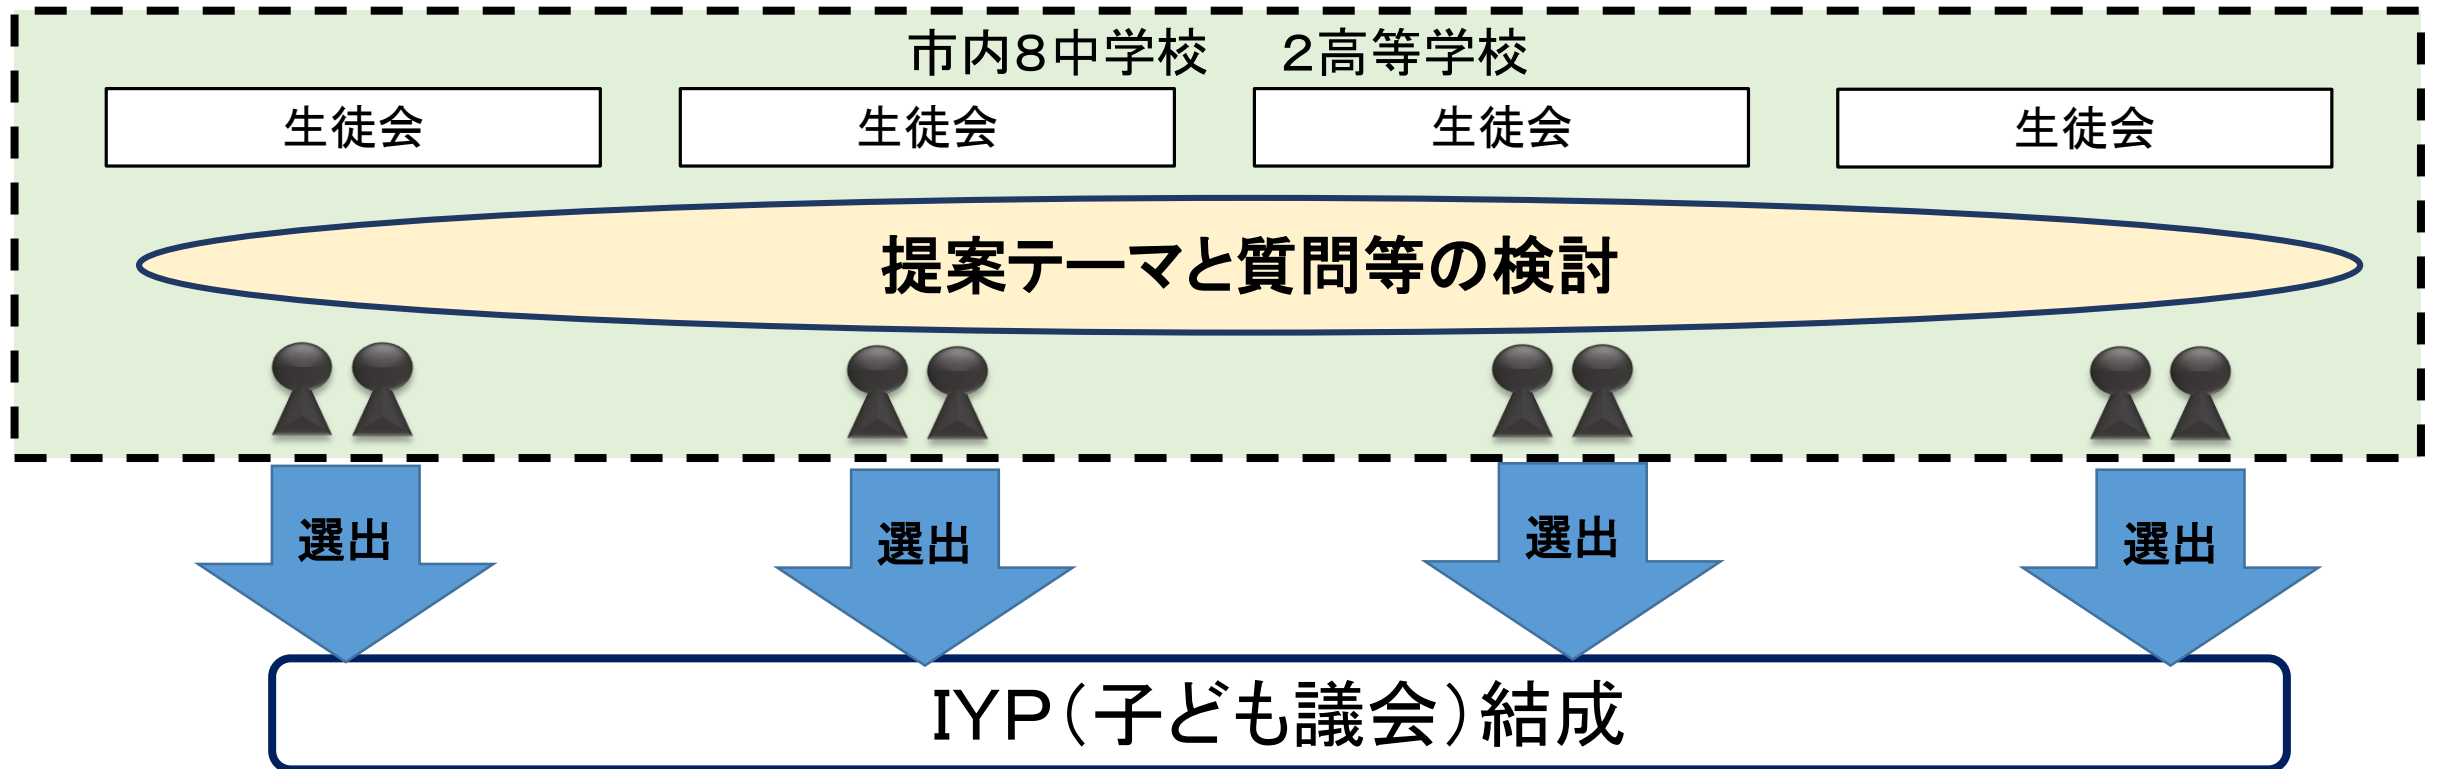 市内８中学校　２高等学校
生徒会
生徒会
生徒会
生徒会
提案テーマと質問等の検討
選出
選出
選出
選出
ＩＹＰ（子ども議会）結成